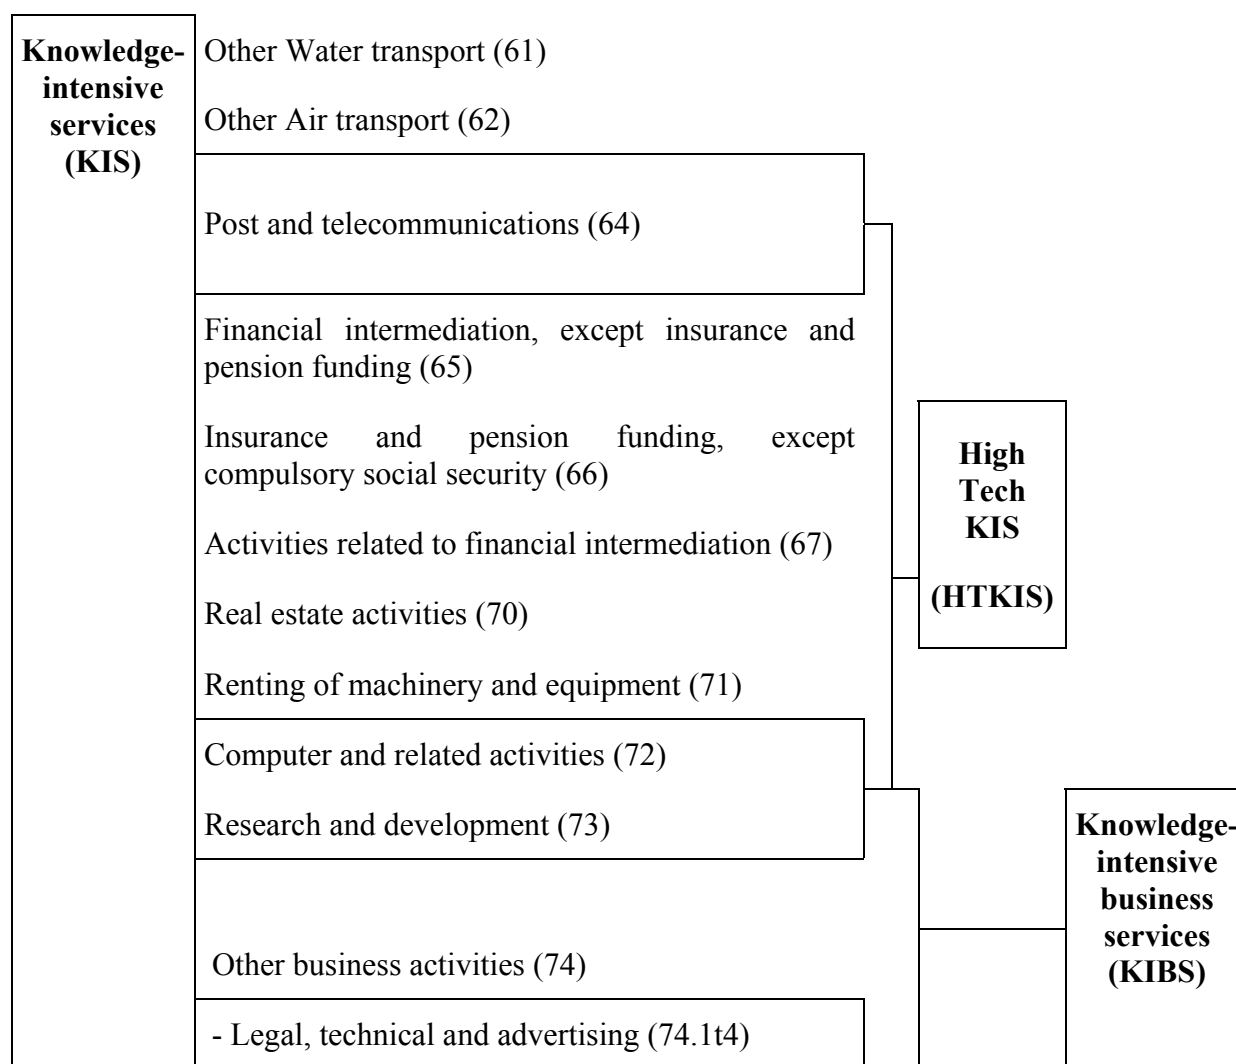 Knowledge-
intensive
services
(KIS)
Other Water transport (61)
Other Air transport (62)
Post and telecommunications (64)
Financial intermediation, except insurance and
pension funding (65)
Insurance and pension funding, except
compulsory social security (66)
Activities related to financial intermediation (67)
Real estate activities (70)
Renting of machinery and equipment (71)
Computer and related activities (72)
Research and development (73)
Other business activities (74)
- Legal, technical and advertising (74.1t4)
High
Tech
KIS
(HTKIS)
Knowledge-
intensive
business
services
(KIBS)